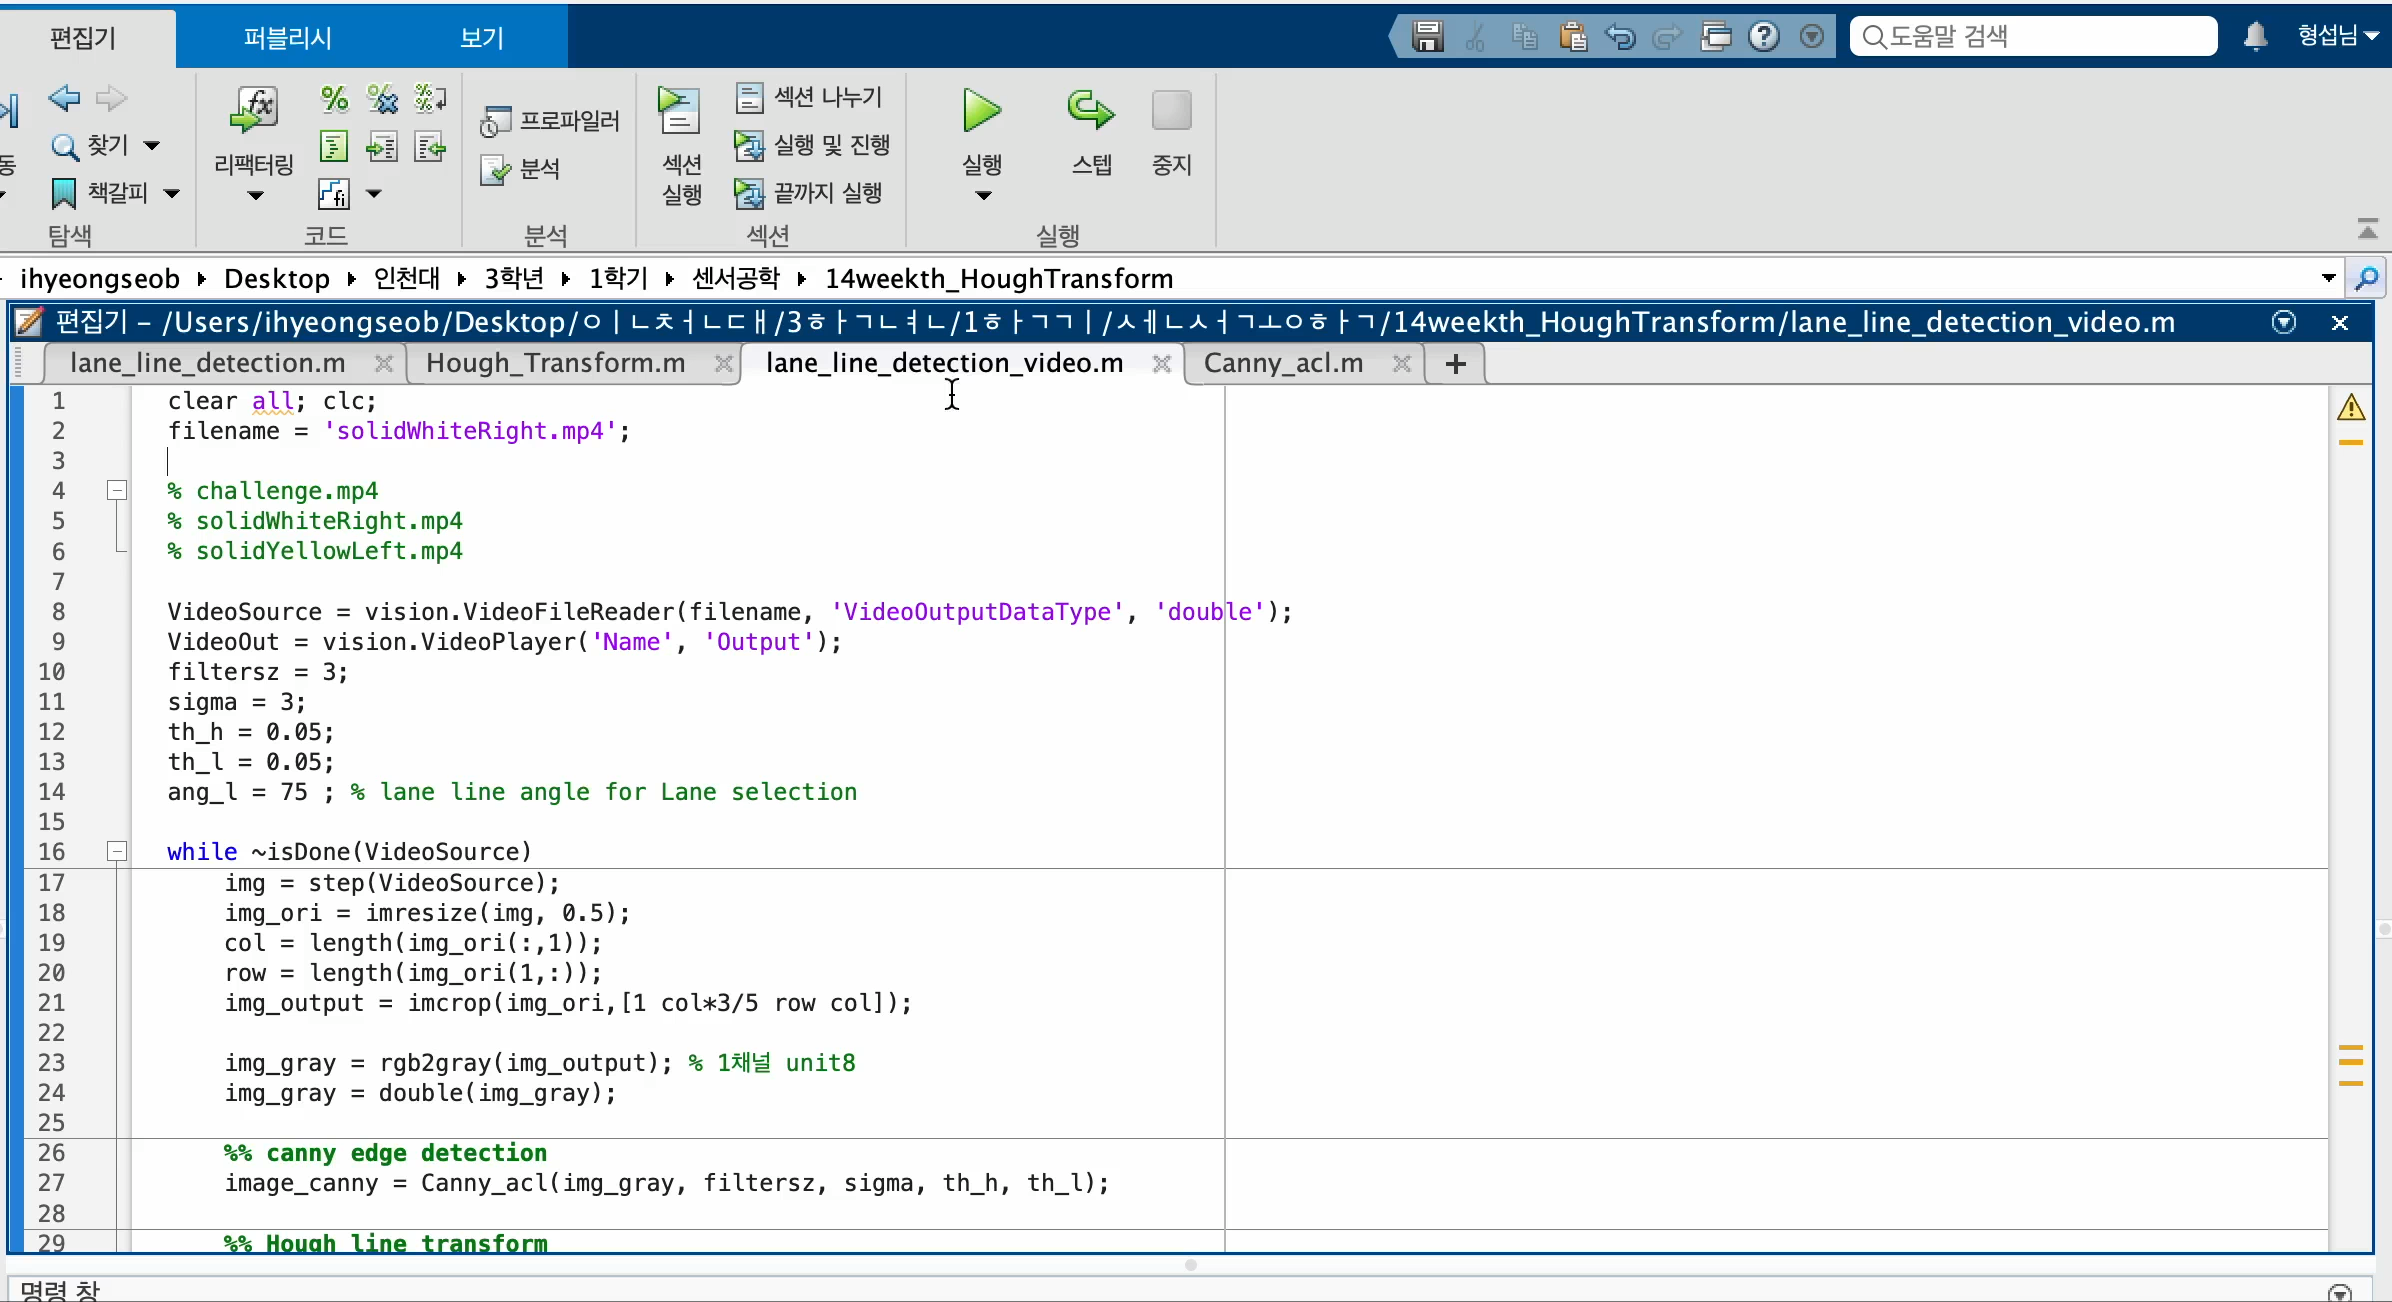 편집기 퍼블리시 보기 도움말 검색 형섭님
찾기
책갈피
탐색
리팩터링
코드
프로파일러
분석
분석
섹션
실행
섹션 나누기
실행 및 진행
끝까지 실행
섹션
실행 스텝 중지
실행
ihyeongseob Desktop 인천대 3학년 1학기 센서공학 14weekth_HoughTransform
편집기 – /Users/ihyeongseob/Desktop/ㅇㅣㄴㅊㅓㄴㄷㅐ/3ㅎㅏㄱㄴㅕㄴ/1ㅎㅏㄱㄱㅣ/ㅅㅔㄴㅅㅓㄱㅗㅇㅎㅏㄱ/14weekth_HoughTransform/lane_line_detection_video.m
lane_line_detection.m Hough_Transform.m lane_line_detection_video.m Canny_acl.m +
1 clear all; clc;
2 filename = 'solidWhiteRight.mp4';
3
4 % challenge.mp4
5 % solidWhiteRight.mp4
6 % solidYellowLeft.mp4
7
8 VideoSource = vision.VideoFileReader(filename, 'VideoOutputDataType', 'double');
9 VideoOut = vision.VideoPlayer('Name', 'Output');
10 filtersz = 3;
11 sigma = 3;
12 th_h = 0.05;
13 th_l = 0.05;
14 ang_l = 75 ; % lane line angle for Lane selection
15
16 while ~isDone(VideoSource)
17 img = step(VideoSource);
18 img_ori = imresize(img, 0.5);
19 col = length(img_ori(:,1));
20 row = length(img_ori(1,:));
21 img_output = imcrop(img_ori,[1 col*3/5 row col]);
22
23 img_gray = rgb2gray(img_output); % 1채널 unit8
24 img_gray = double(img_gray);
25
26 %% canny edge detection
27 image_canny = Canny_acl(img_gray, filtersz, sigma, th_h, th_l);
28
29 %% Hough line transform
명령 창